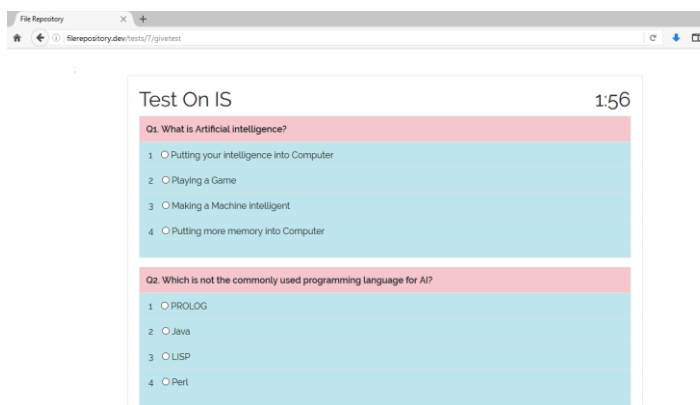 File Repository
filerepository.dev/tests/7/givetest
Test On IS
1:56
Q1. What is Artificial intelligence?
1 Putting your intelligence into Computer
2 Playing a Game
3 Making a Machine intelligent
4 Putting more memory into Computer
Q2. Which is not the commonly used programming language for AI?
1 PROLOG
2 Java
3 LISP
4 Perl